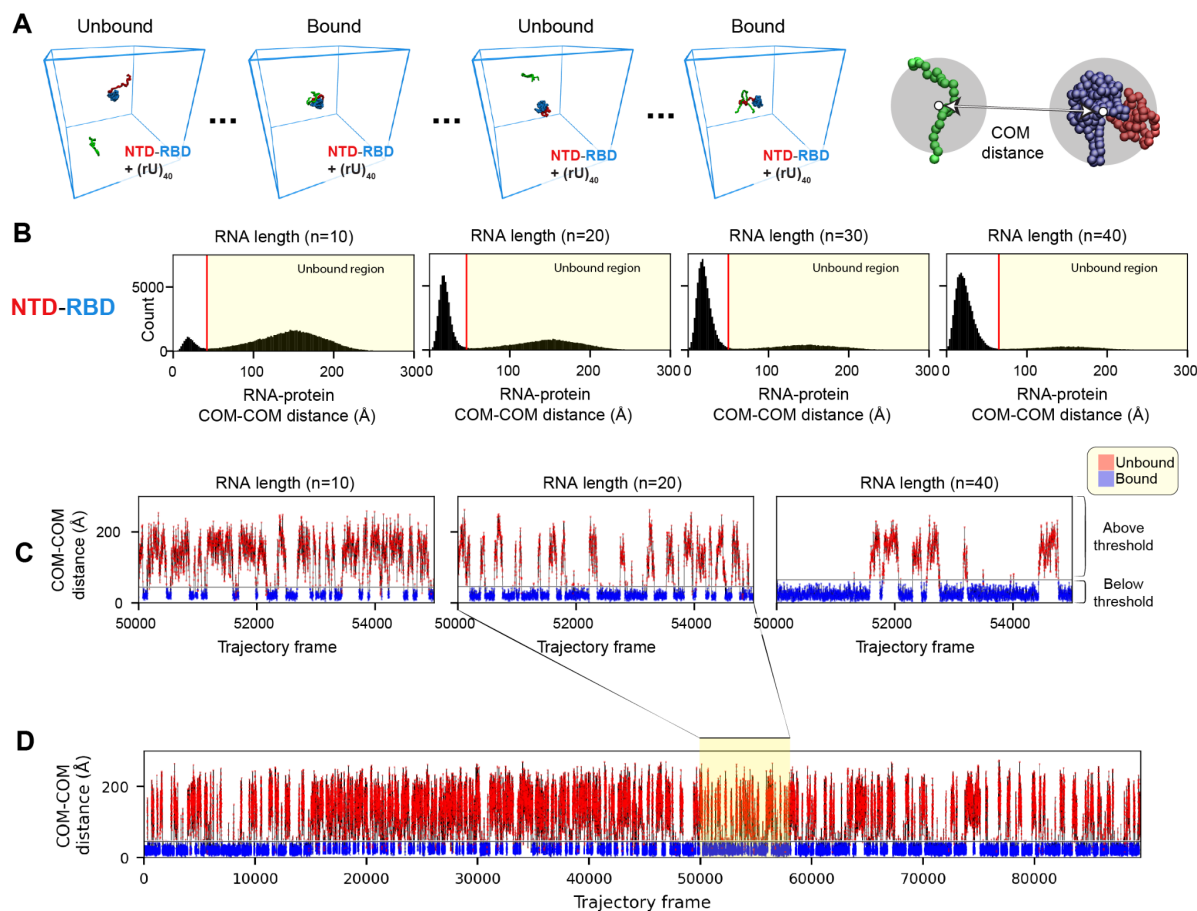 A
Unbound
Bound
Unbound
Bound
...
...
...
NTD-RBD
+ (rU)40
NTD-RBD
+ (rU)40
NTD-RBD
+ (rU)40
NTD-RBD
+ (rU)40
COM
distance
B
RNA length (n=10)
RNA length (n=20)
RNA length (n=30)
RNA length (n=40)
NTD-RBD
Count
5000
0
Unbound region
Unbound region
Unbound region
Unbound region
0 100 200 300
0 100 200 300
0 100 200 300
0 100 200 300
RNA-protein
COM-COM distance (Å)
RNA-protein
COM-COM distance (Å)
RNA-protein
COM-COM distance (Å)
RNA-protein
COM-COM distance (Å)
Unbound
Bound
C
RNA length (n=10)
RNA length (n=20)
RNA length (n=40)
COM-COM
distance (Å)
200
0
Above
threshold
Below
threshold
50000 52000 54000
50000 52000 54000
50000 52000 54000
Trajectory frame
Trajectory frame
Trajectory frame
D
COM-COM
distance (Å)
200
0
0 10000 20000 30000 40000 50000 60000 70000 80000
Trajectory frame